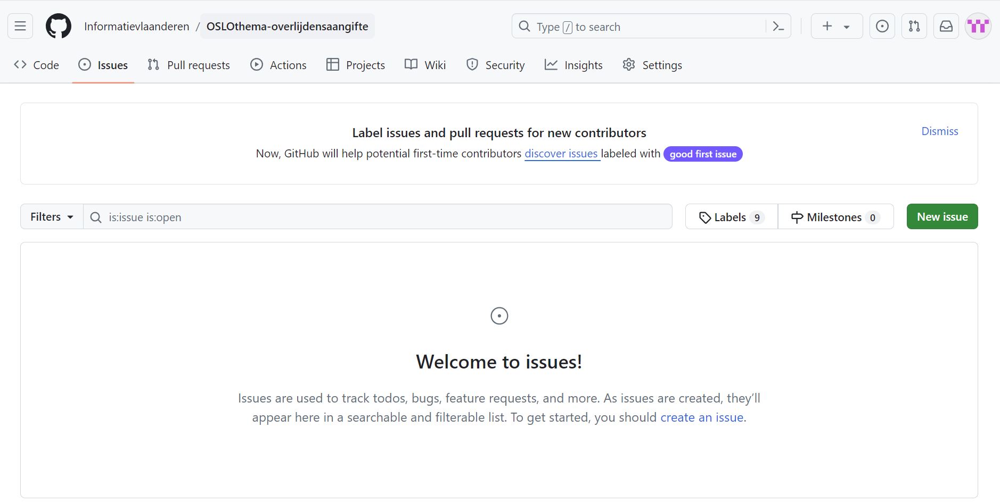 Informatievlaanderen / OSLOthema-overlijdensaangifte
Type / to search
Code Issues Pull requests Actions Projects Wiki Security Insights Settings
Label issues and pull requests for new contributors
Dismiss
Now, GitHub will help potential first-time contributors discover issues labeled with good first issue
Filters is:issue is:open Labels 9 Milestones 0 New issue
Welcome to issues!
Issues are used to track todos, bugs, feature requests, and more. As issues are created, they’ll
appear here in a searchable and filterable list. To get started, you should create an issue.